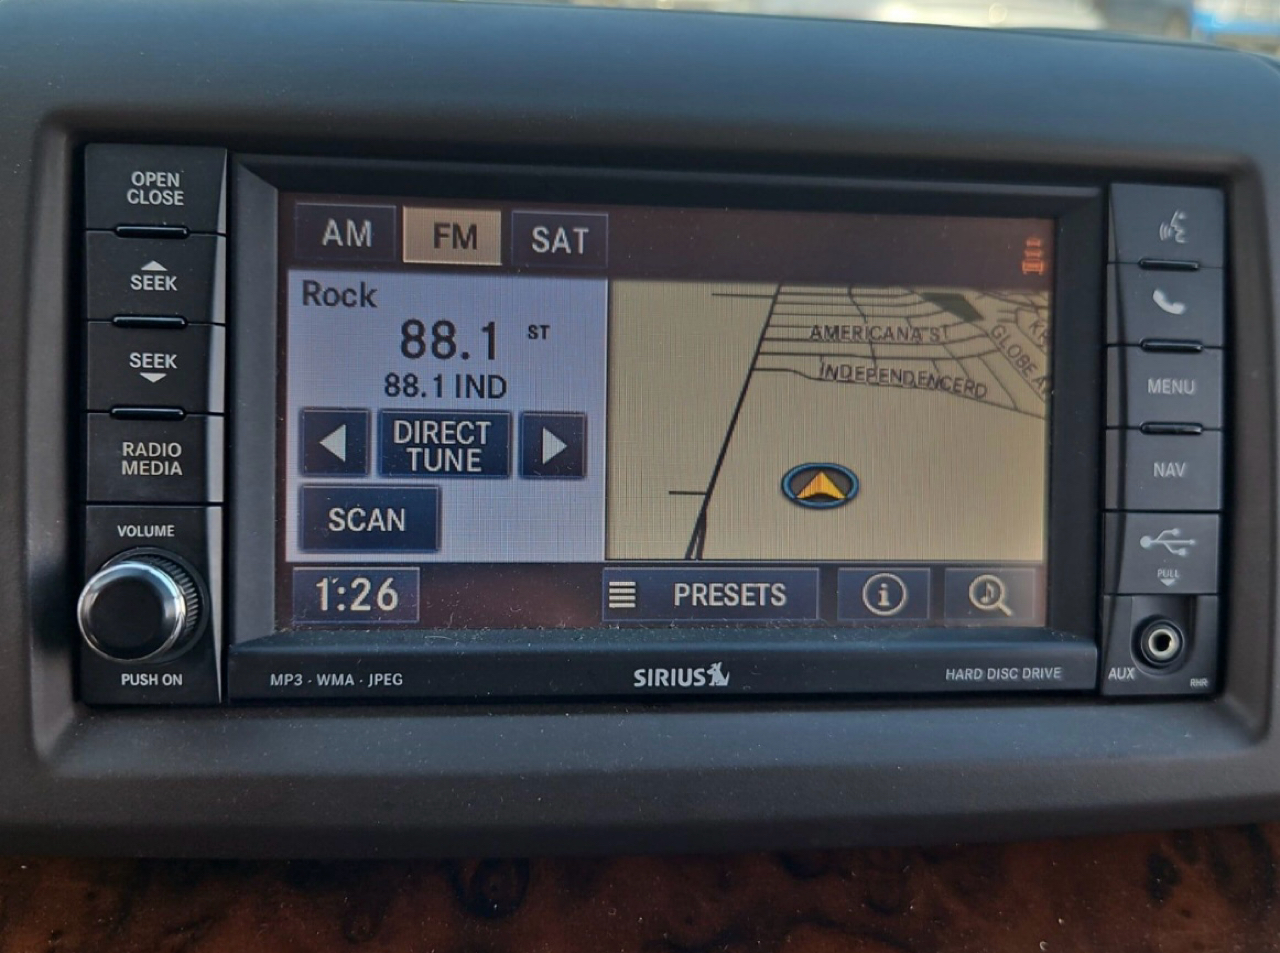 OPEN
CLOSE
SEEK
SEEK
RADIO
MEDIA
VOLUME
PUSH ON
AM FM SAT
Rock
88.1 ST
88.1 IND
DIRECT
TUNE
SCAN
1:26
AMERICANA ST
INDEPENDENCERD
GLOBE A
PRESETS
i
MP3 · WMA · JPEG
SIRIUS
HARD DISC DRIVE
MENU
NAV
PULL
AUX
RHR